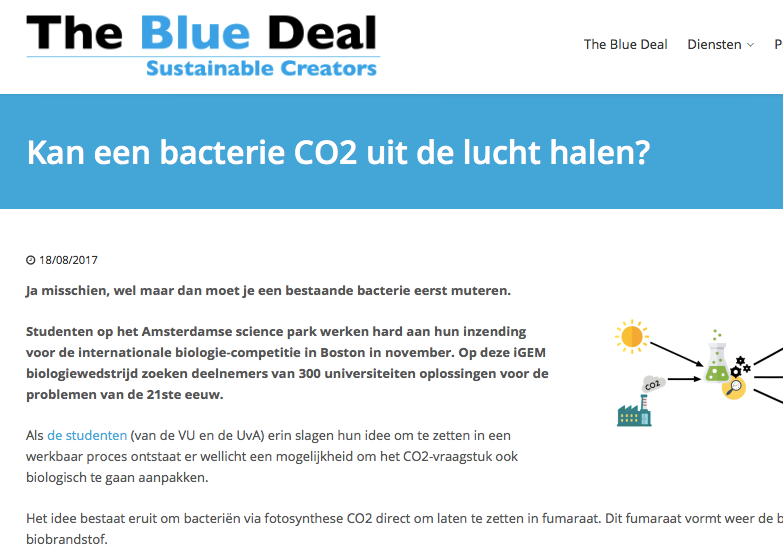 The Blue Deal
Sustainable Creators
The Blue Deal Diensten P
Kan een bacterie CO2 uit de lucht halen?
18/08/2017
Ja misschien, wel maar dan moet je een bestaande bacterie eerst muteren.
Studenten op het Amsterdamse science park werken hard aan hun inzending
voor de internationale biologie-competitie in Boston in november. Op deze iGEM
biologiewedstrijd zoeken deelnemers van 300 universiteiten oplossingen voor de
problemen van de 21ste eeuw.
CO2
Als de studenten (van de VU en de UvA) erin slagen hun idee om te zetten in een
werkbaar proces ontstaat er wellicht een mogelijkheid om het CO2-vraagstuk ook
biologisch te gaan aanpakken.
Het idee bestaat eruit om bacteriën via fotosynthese CO2 direct om laten te zetten in fumaraat. Dit fumaraat vormt weer de b
biobrandstof.